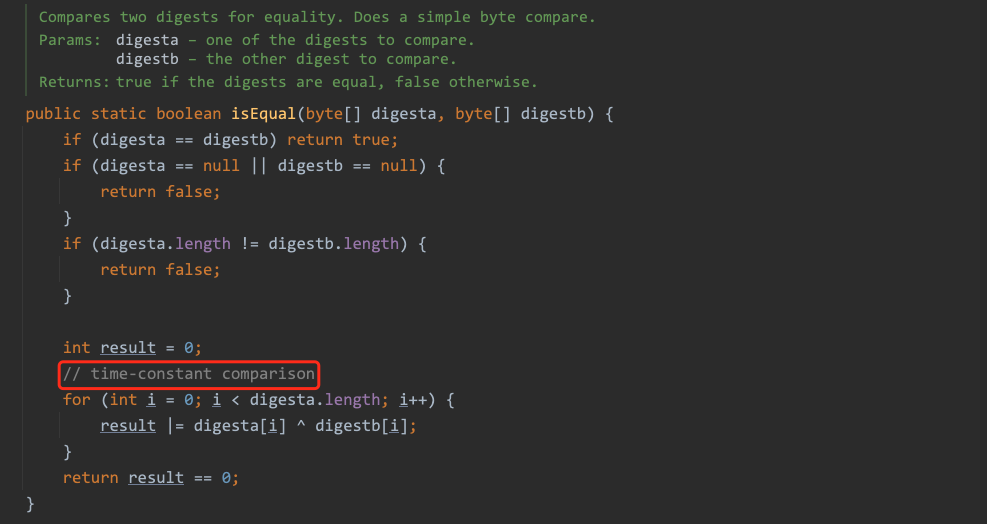 Compares two digests for equality. Does a simple byte compare.
Params: digesta – one of the digests to compare.
digestb – the other digest to compare.
Returns: true if the digests are equal, false otherwise.
public static boolean isEqual(byte[] digesta, byte[] digestb) {
    if (digesta == digestb) return true;
    if (digesta == null || digestb == null) {
        return false;
    }
    if (digesta.length != digestb.length) {
        return false;
    }
    int result = 0;
    // time-constant comparison
    for (int i = 0; i < digesta.length; i++) {
        result |= digesta[i] ^ digestb[i];
    }
    return result == 0;
}